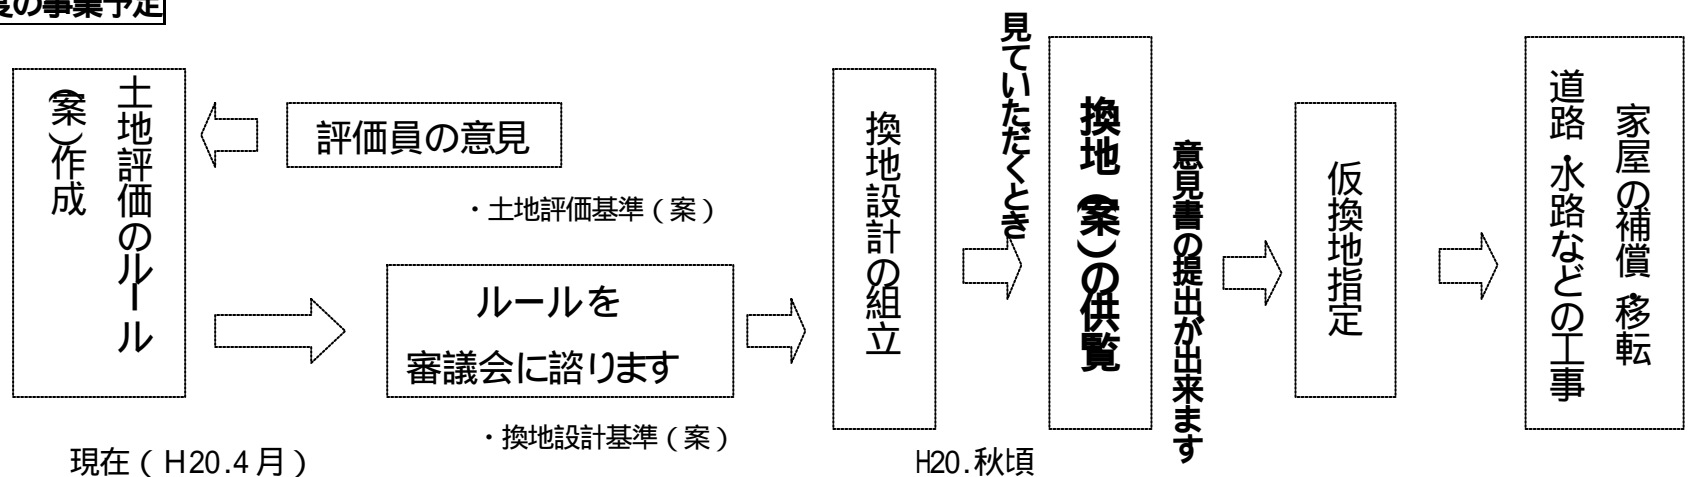 度の事業予定
土地評価のルール
（案）作成
評価員の意見
・土地評価基準（案）
ルールを
審議会に諮ります
・換地設計基準（案）
換地設計の組立
見ていただくとき
換地（案）の供覧
意見書の提出が出来ます
仮換地指定
家屋の補償・移転
道路・水路などの工事
現在（H20.4月）
H20.秋頃